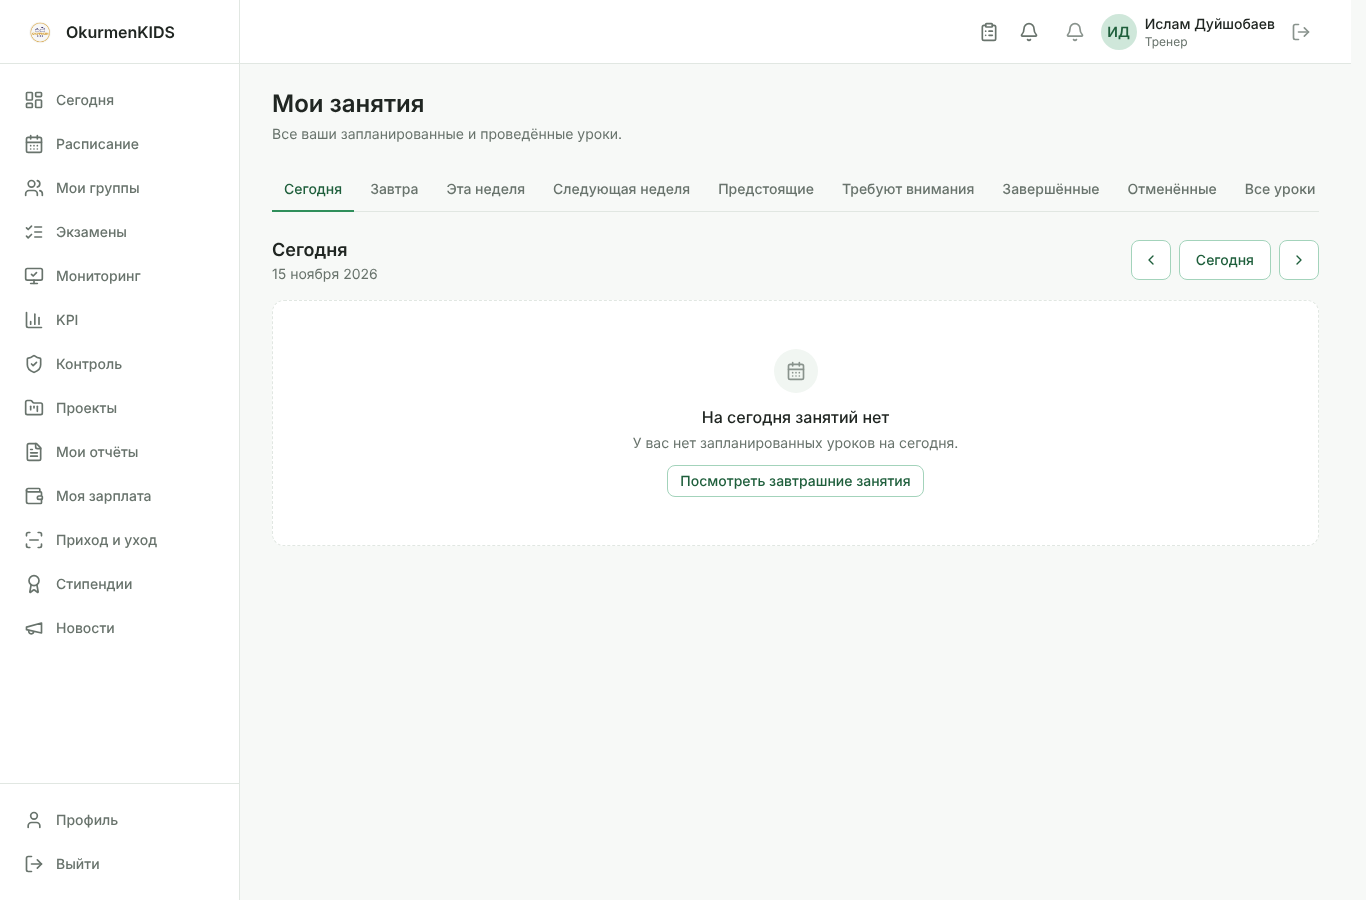 OkurmenKIDS
ИД
Ислам Дуйшобаев
Тренер
Сегодня
Расписание
Мои группы
Экзамены
Мониторинг
KPI
Контроль
Проекты
Мои отчёты
Моя зарплата
Приход и уход
Стипендии
Новости
Профиль
Выйти
Мои занятия
Все ваши запланированные и проведённые уроки.
Сегодня Завтра Эта неделя Следующая неделя Предстоящие Требуют внимания Завершённые Отменённые Все уроки
Сегодня
15 ноября 2026
Сегодня
На сегодня занятий нет
У вас нет запланированных уроков на сегодня.
Посмотреть завтрашние занятия